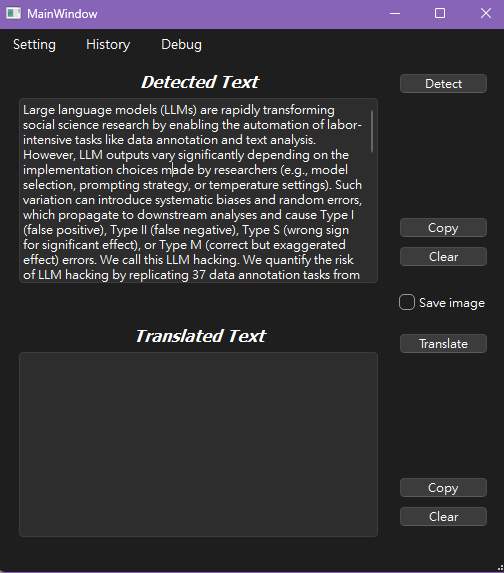 MainWindow
Setting History Debug
Detected Text
Detect
Large language models (LLMs) are rapidly transforming
social science research by enabling the automation of labor-
intensive tasks like data annotation and text analysis.
However, LLM outputs vary significantly depending on the
implementation choices made by researchers (e.g., model
selection, prompting strategy, or temperature settings). Such
variation can introduce systematic biases and random errors,
which propagate to downstream analyses and cause Type I
(false positive), Type II (false negative), Type S (wrong sign
for significant effect), or Type M (correct but exaggerated
effect) errors. We call this LLM hacking. We quantify the risk
of LLM hacking by replicating 37 data annotation tasks from
Copy
Clear
Save image
Translated Text
Translate
Copy
Clear